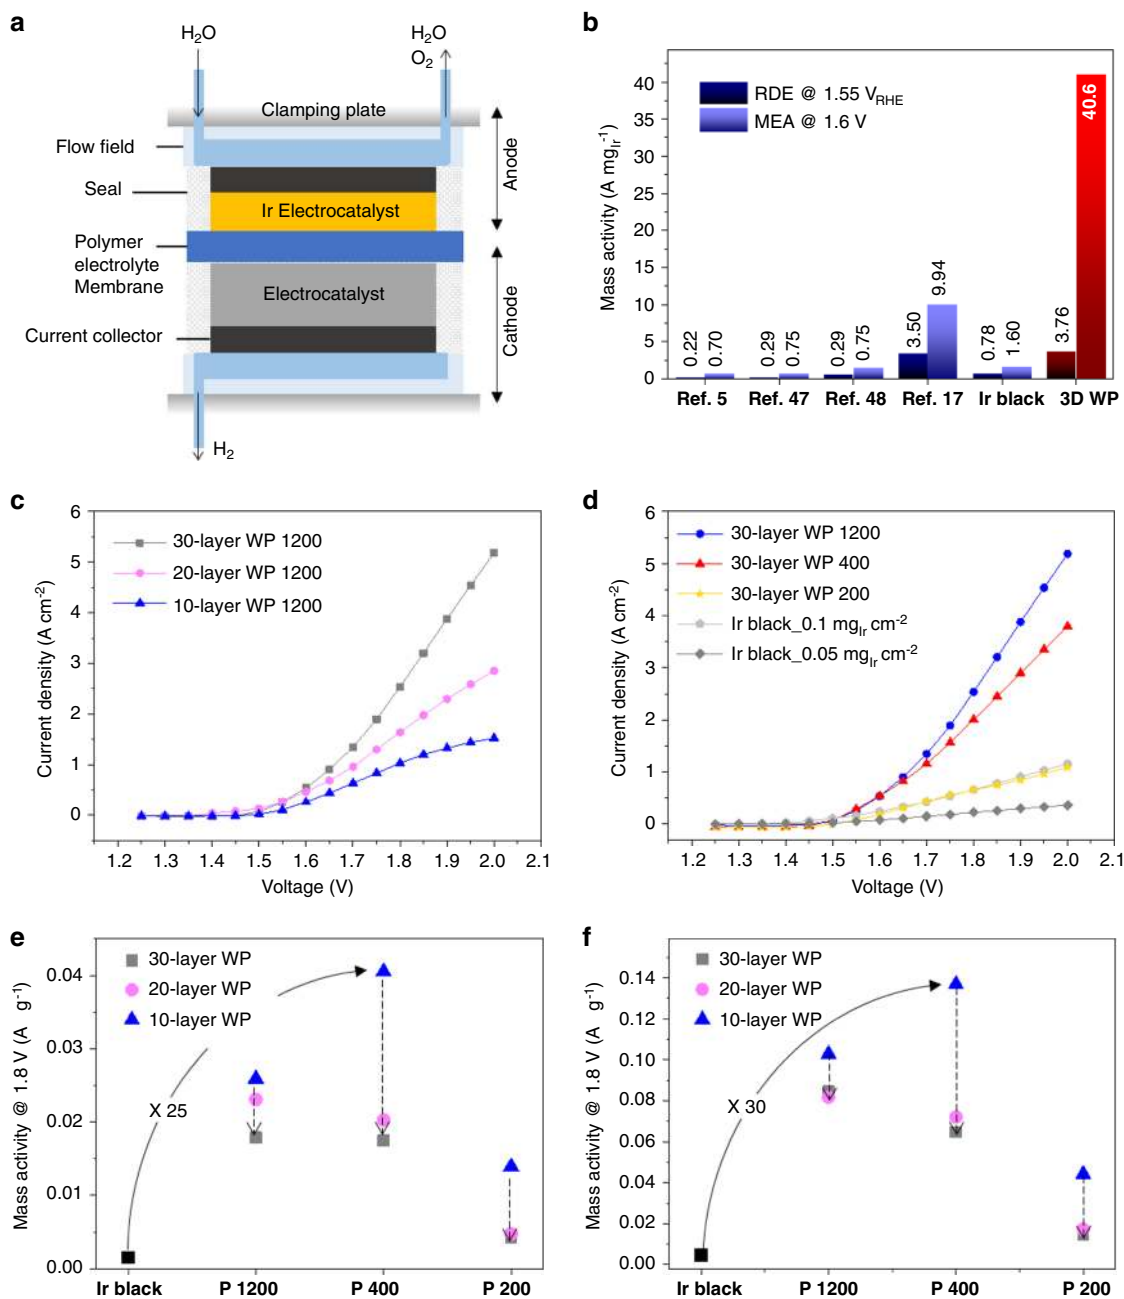 a
H2O
H2O
O2
Clamping plate
Flow field
Seal
Ir Electrocatalyst
Polymer
electrolyte
Membrane
Electrocatalyst
Current collector
H2
Anode
Cathode
b
Mass activity (A mgIr-1)
40
35
30
25
20
15
10
5
0
RDE @ 1.55 VRHE
MEA @ 1.6 V
0.22
0.70
0.29
0.75
0.29
0.75
3.50
9.94
0.78
1.60
3.76
40.6
Ref. 5
Ref. 47
Ref. 48
Ref. 17
Ir black
3D WP
c
Current density (A cm-2)
6
5
4
3
2
1
0
30-layer WP 1200
20-layer WP 1200
10-layer WP 1200
1.2 1.3 1.4 1.5 1.6 1.7 1.8 1.9 2.0 2.1
Voltage (V)
d
Current density (A cm-2)
6
5
4
3
2
1
0
30-layer WP 1200
30-layer WP 400
30-layer WP 200
Ir black_0.1 mgIr cm-2
Ir black_0.05 mgIr cm-2
1.2 1.3 1.4 1.5 1.6 1.7 1.8 1.9 2.0 2.1
Voltage (V)
e
Mass activity @ 1.8 V (A g-1)
0.04
0.03
0.02
0.01
0.00
30-layer WP
20-layer WP
10-layer WP
X 25
Ir black
P 1200
P 400
P 200
f
Mass activity @ 1.8 V (A g-1)
0.14
0.12
0.10
0.08
0.06
0.04
0.02
0.00
30-layer WP
20-layer WP
10-layer WP
X 30
Ir black
P 1200
P 400
P 200